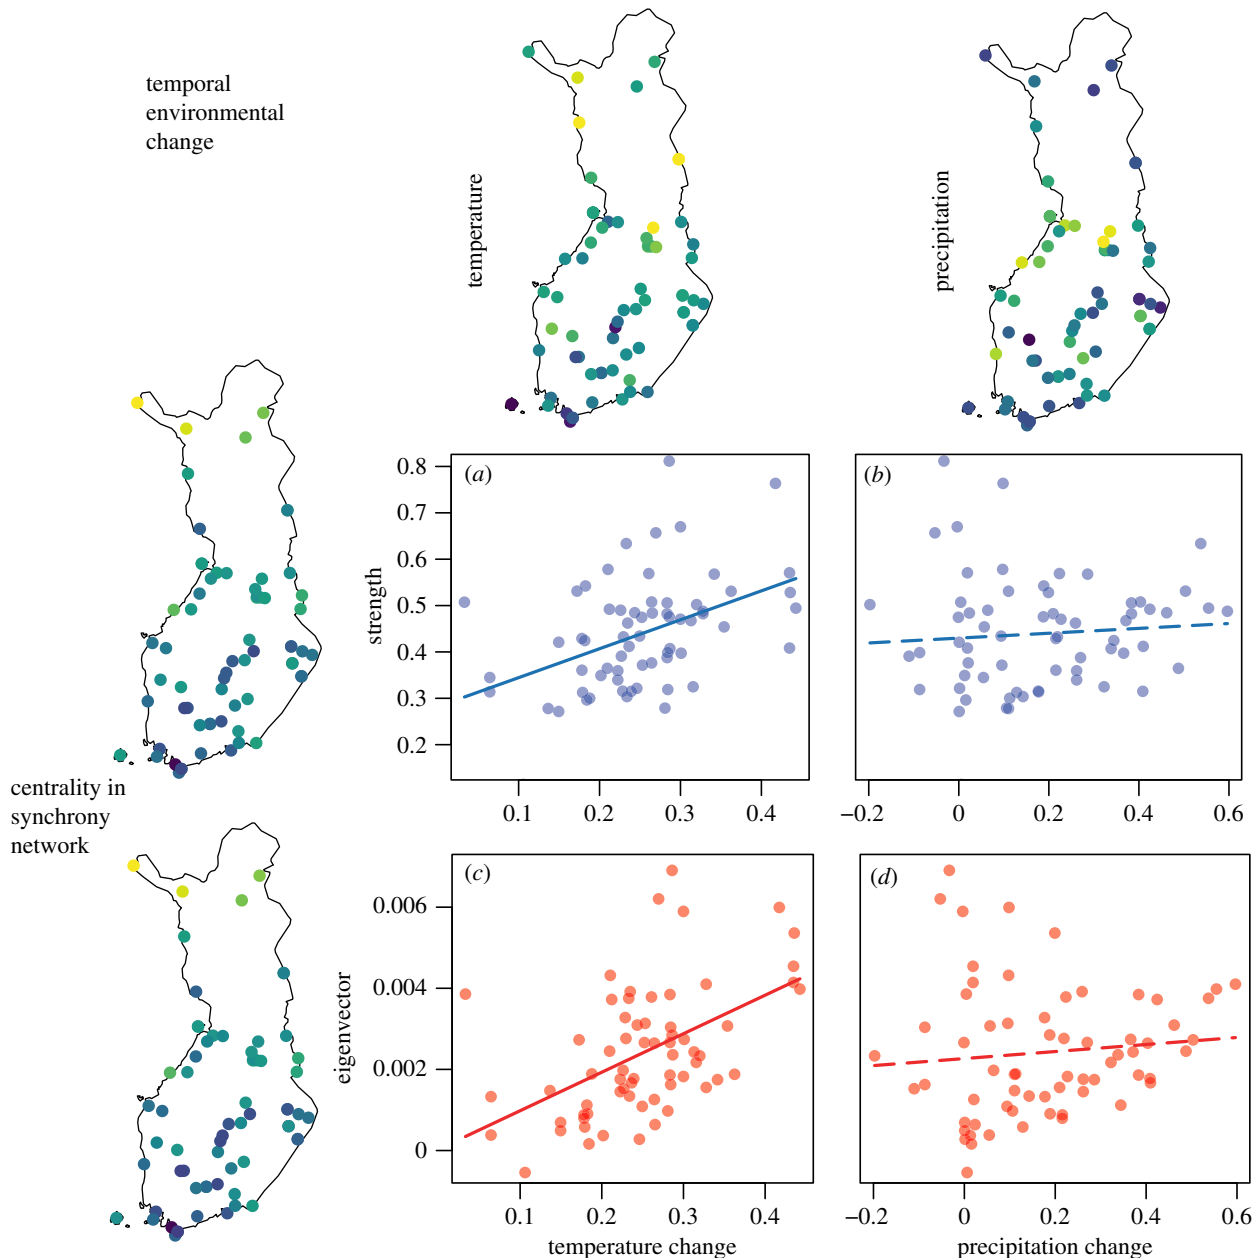 temporal
environmental
change
temperature
precipitation
centrality in
synchrony
network
(a)
strength
0.8
0.7
0.6
0.5
0.4
0.3
0.2
0.1 0.2 0.3 0.4
(b)
−0.2 0 0.2 0.4 0.6
(c)
eigenvector
0.006
0.004
0.002
0
0.1 0.2 0.3 0.4
temperature change
(d)
−0.2 0 0.2 0.4 0.6
precipitation change